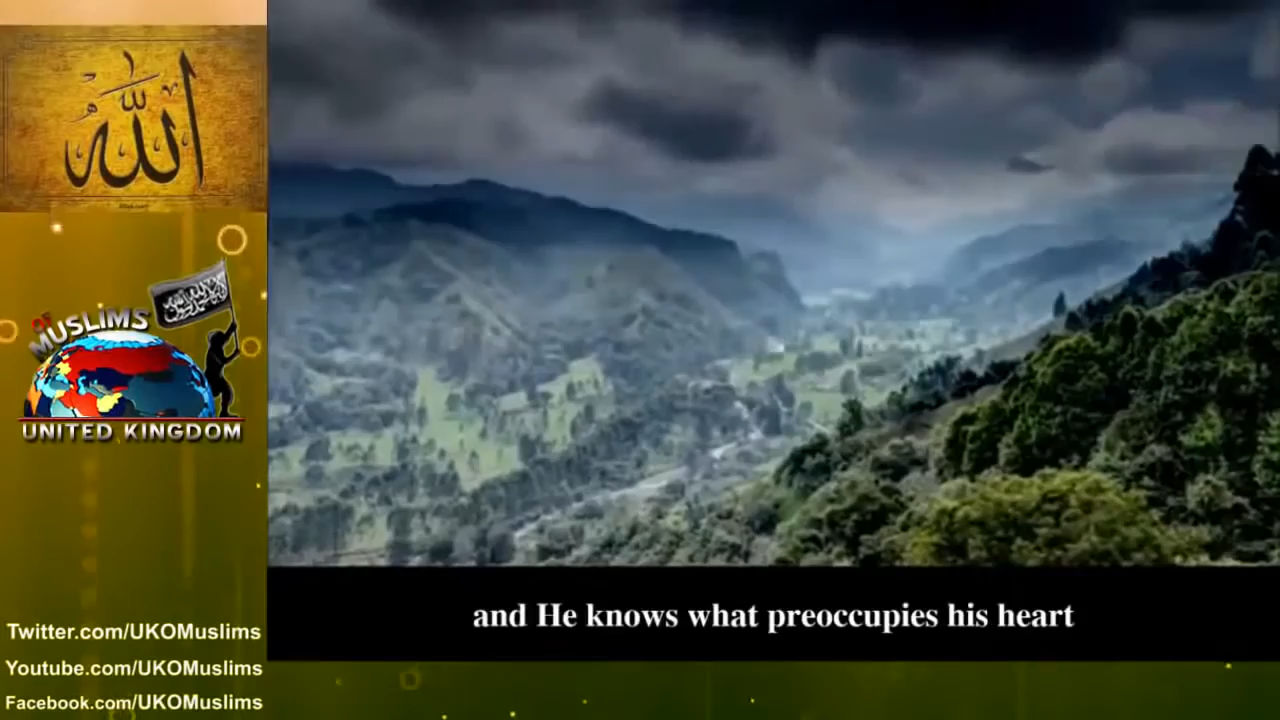 الله
OF
MUSLiMS
UNITED KINGDOM
Twitter.com/UKOMuslims
Youtube.com/UKOMuslims
Facebook.com/UKOMuslims
and He knows what preoccupies his heart